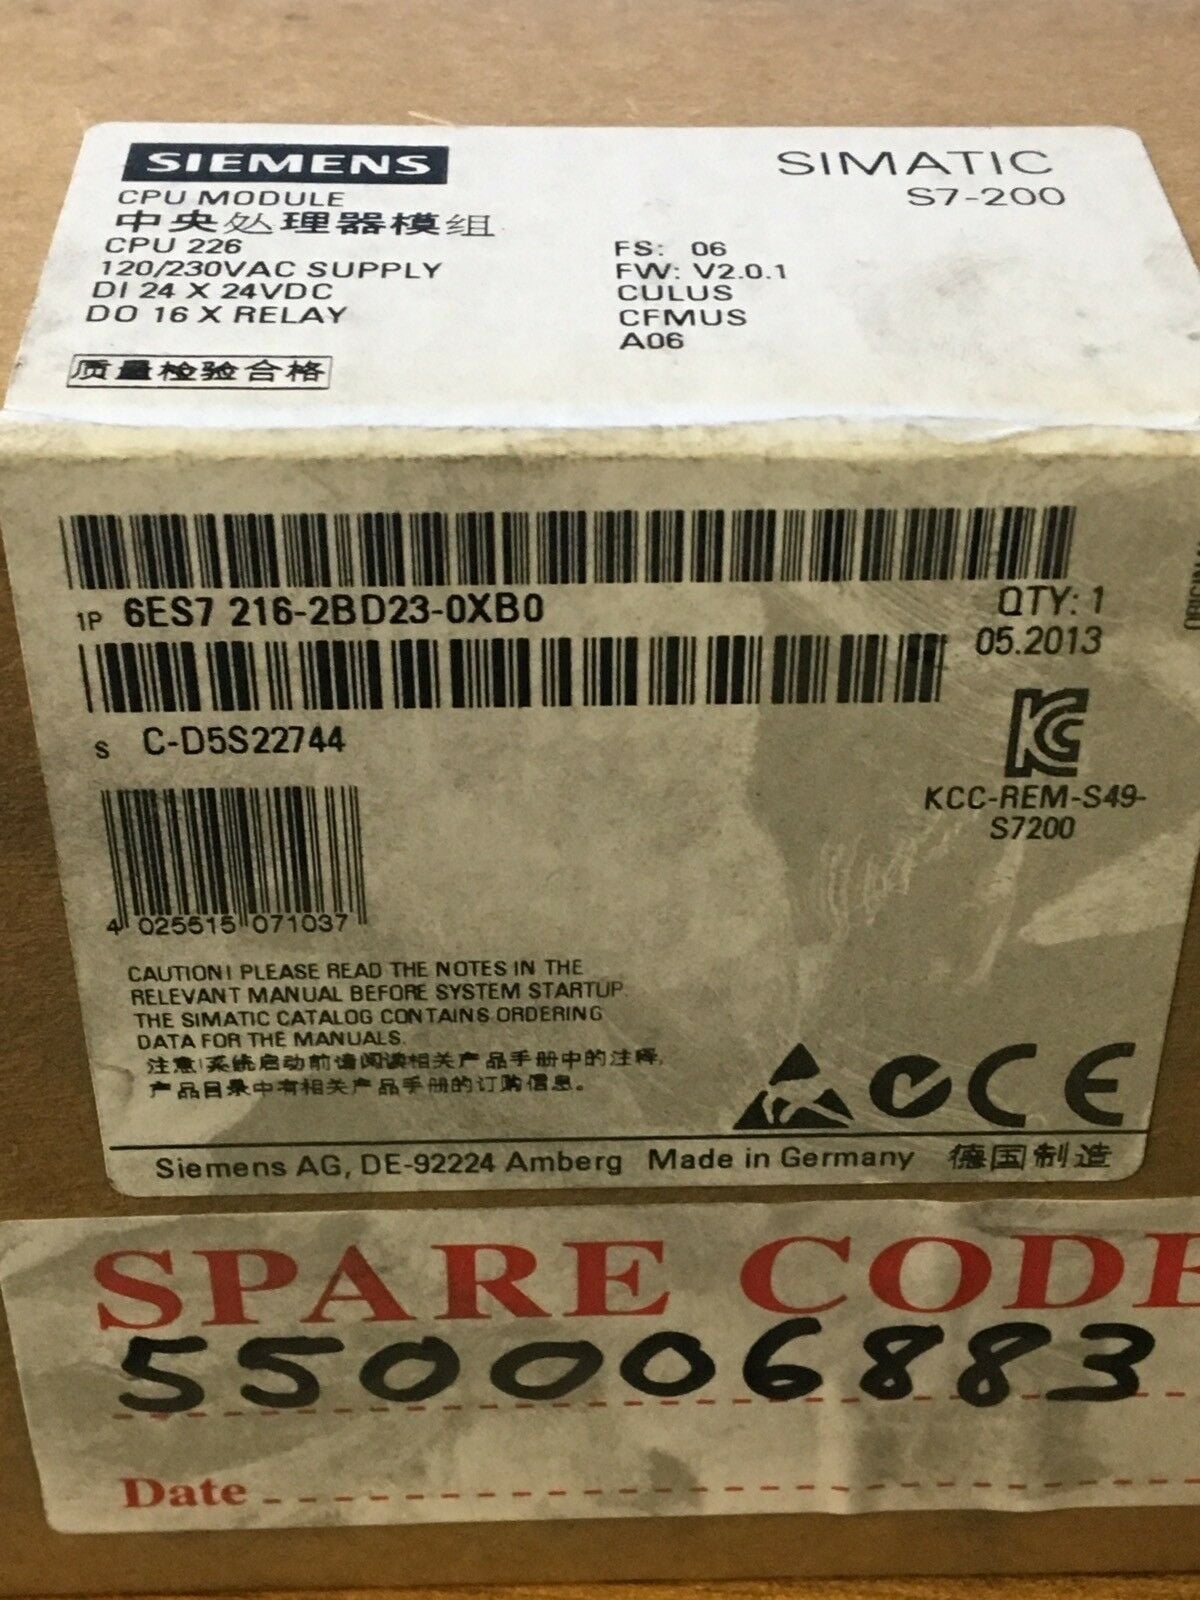 SIEMENS
SIMATIC
S7-200
CPU MODULE
中央处理器模组
CPU 226
120/230VAC SUPPLY
DI 24 X 24VDC
DO 16 X RELAY
FS: 06
FW: V2.0.1
CULUS
CFMUS
A06
质量检验合格
1P 6ES7 216-2BD23-0XB0
QTY: 1
05.2013
S C-D5S22744
KC
KCC-REM-S49-
S7200
4 025515 071037
CAUTION! PLEASE READ THE NOTES IN THE
RELEVANT MANUAL BEFORE SYSTEM STARTUP.
THE SIMATIC CATALOG CONTAINS ORDERING
DATA FOR THE MANUALS.
注意!系统启动前请阅读相关产品手册中的注释,
产品目录中有相关产品手册的订购信息。
CE
Siemens AG, DE-92224 Amberg Made in Germany 德国制造
SPARE CODE
550006883
Date